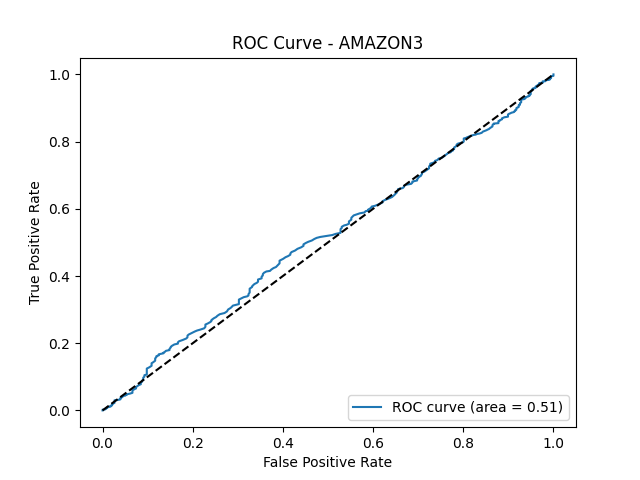 ROC Curve - AMAZON3
True Positive Rate
1.0
0.8
0.6
0.4
0.2
0.0
ROC curve (area = 0.51)
0.0 0.2 0.4 0.6 0.8 1.0
False Positive Rate